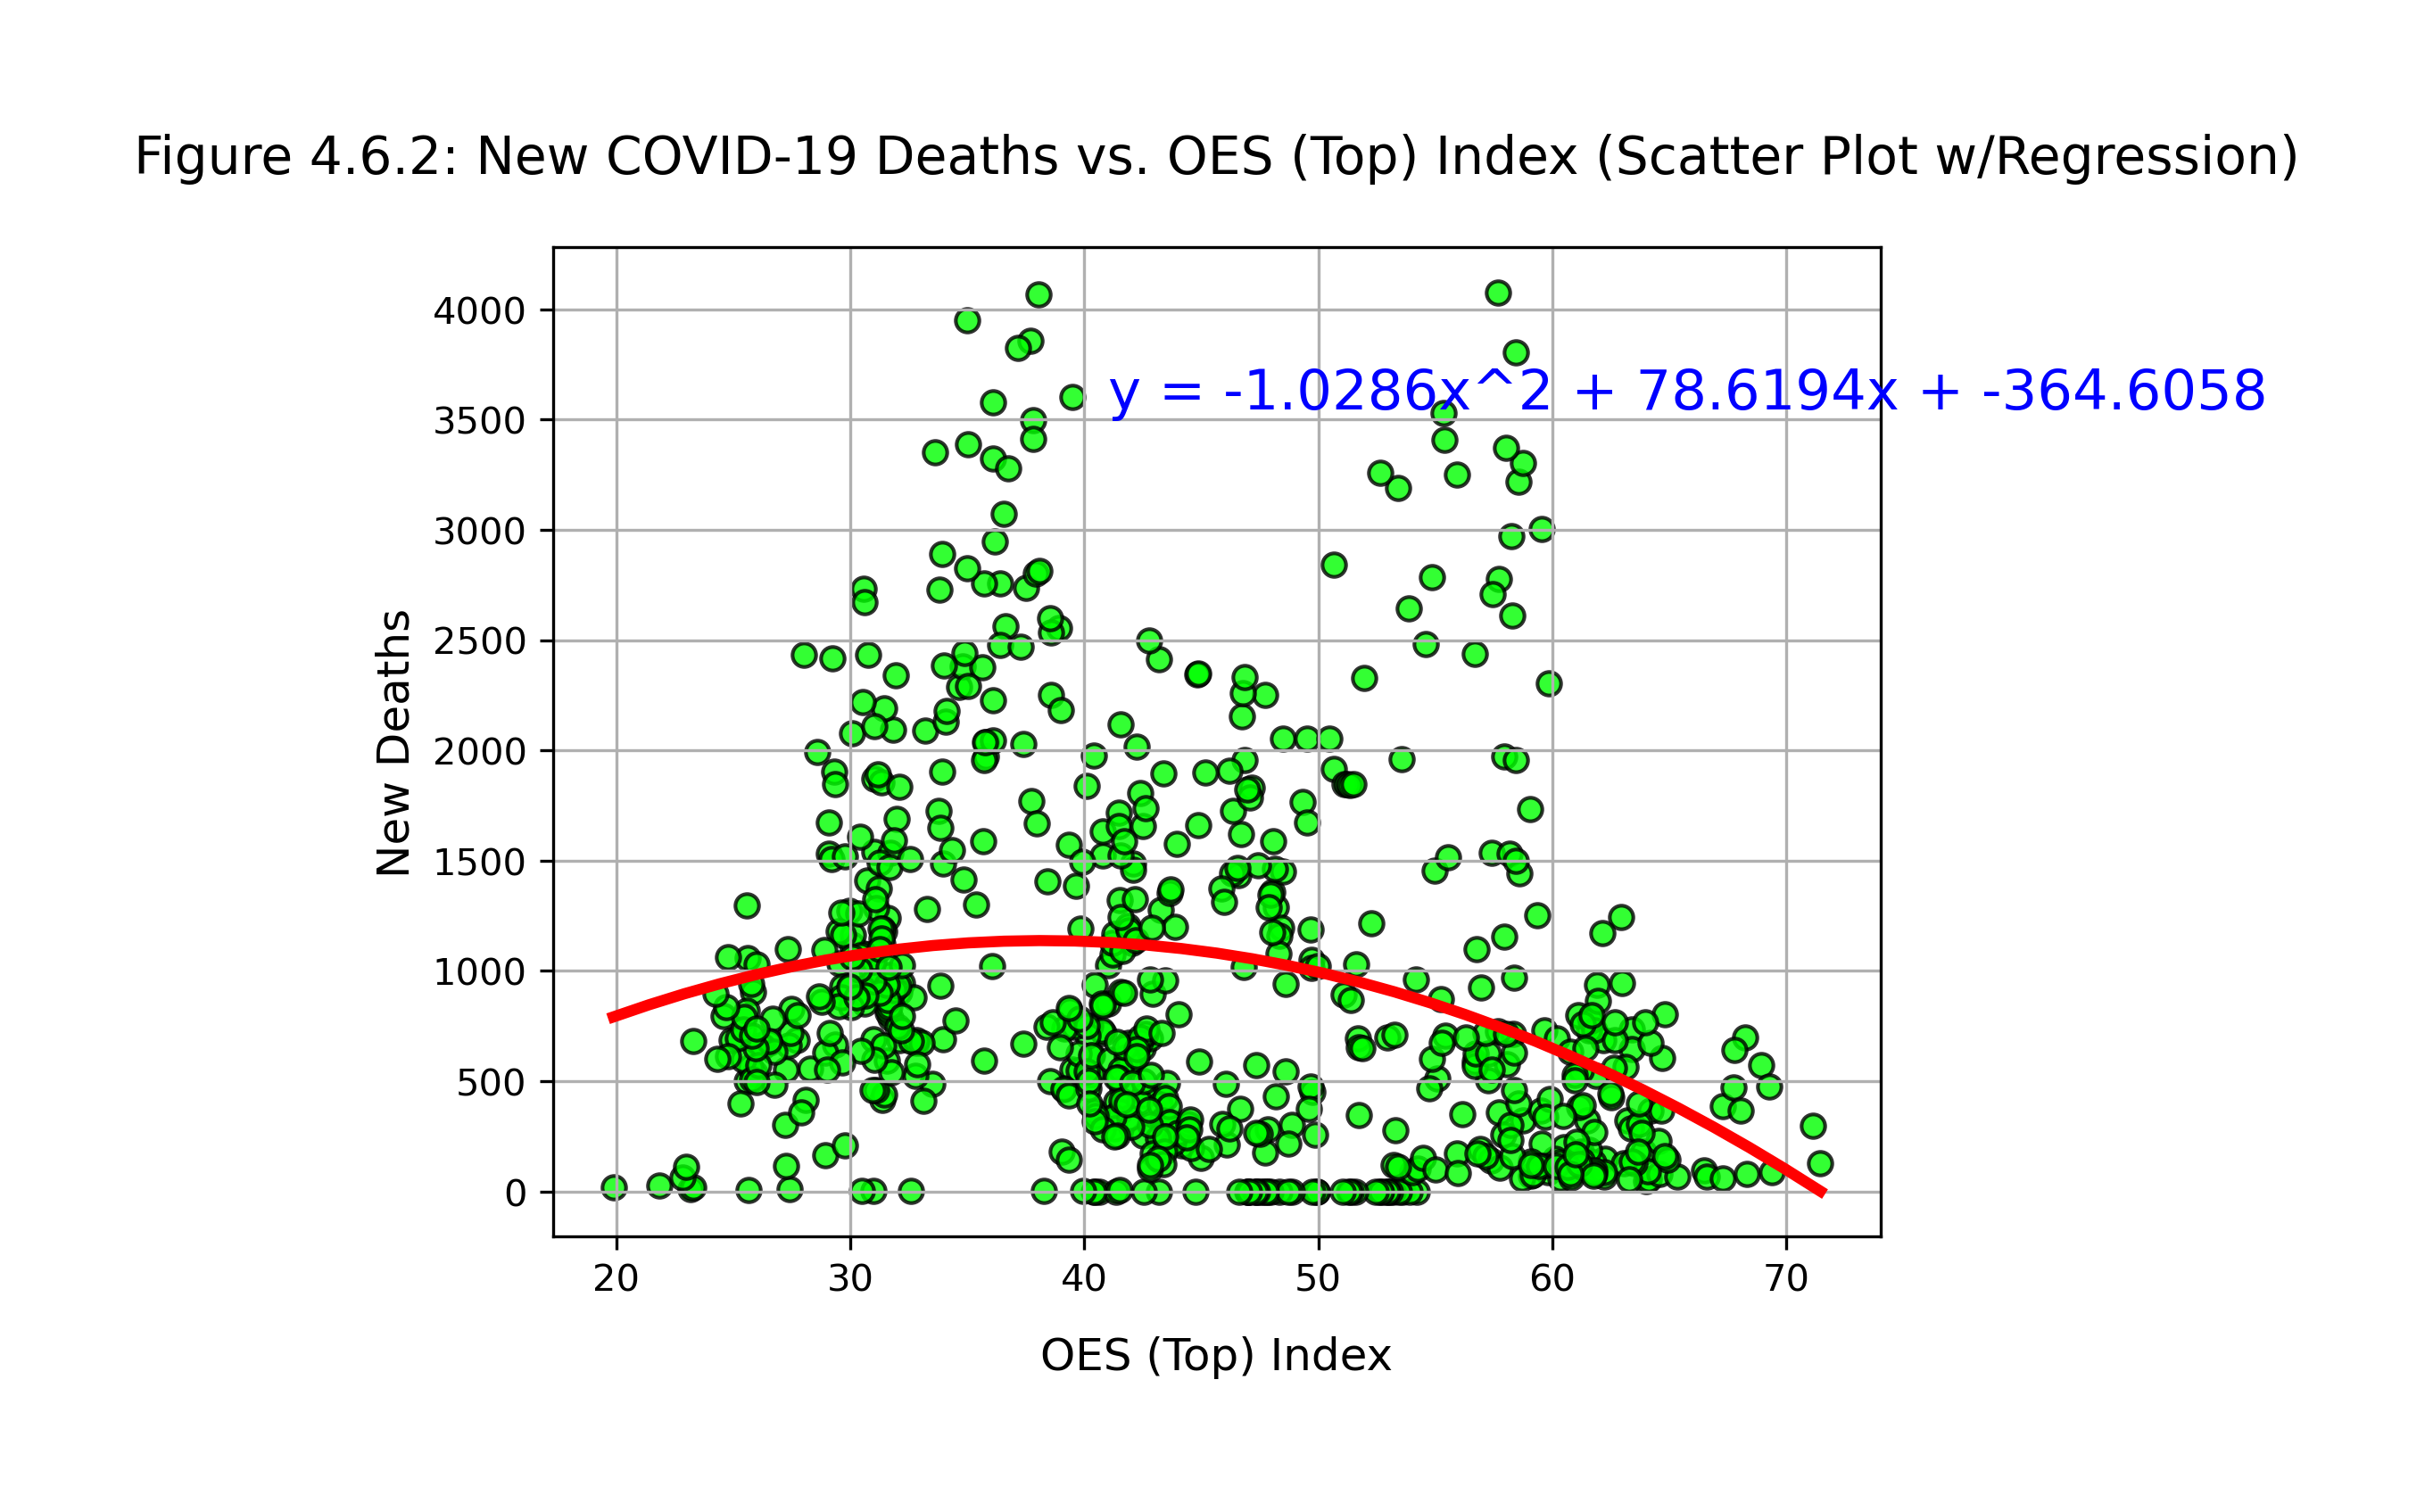 Figure 4.6.2: New COVID-19 Deaths vs. OES (Top) Index (Scatter Plot w/Regression)
y = -1.0286x^2 + 78.6194x + -364.6058
New Deaths
4000
3500
3000
2500
2000
1500
1000
500
0
20 30 40 50 60 70
OES (Top) Index